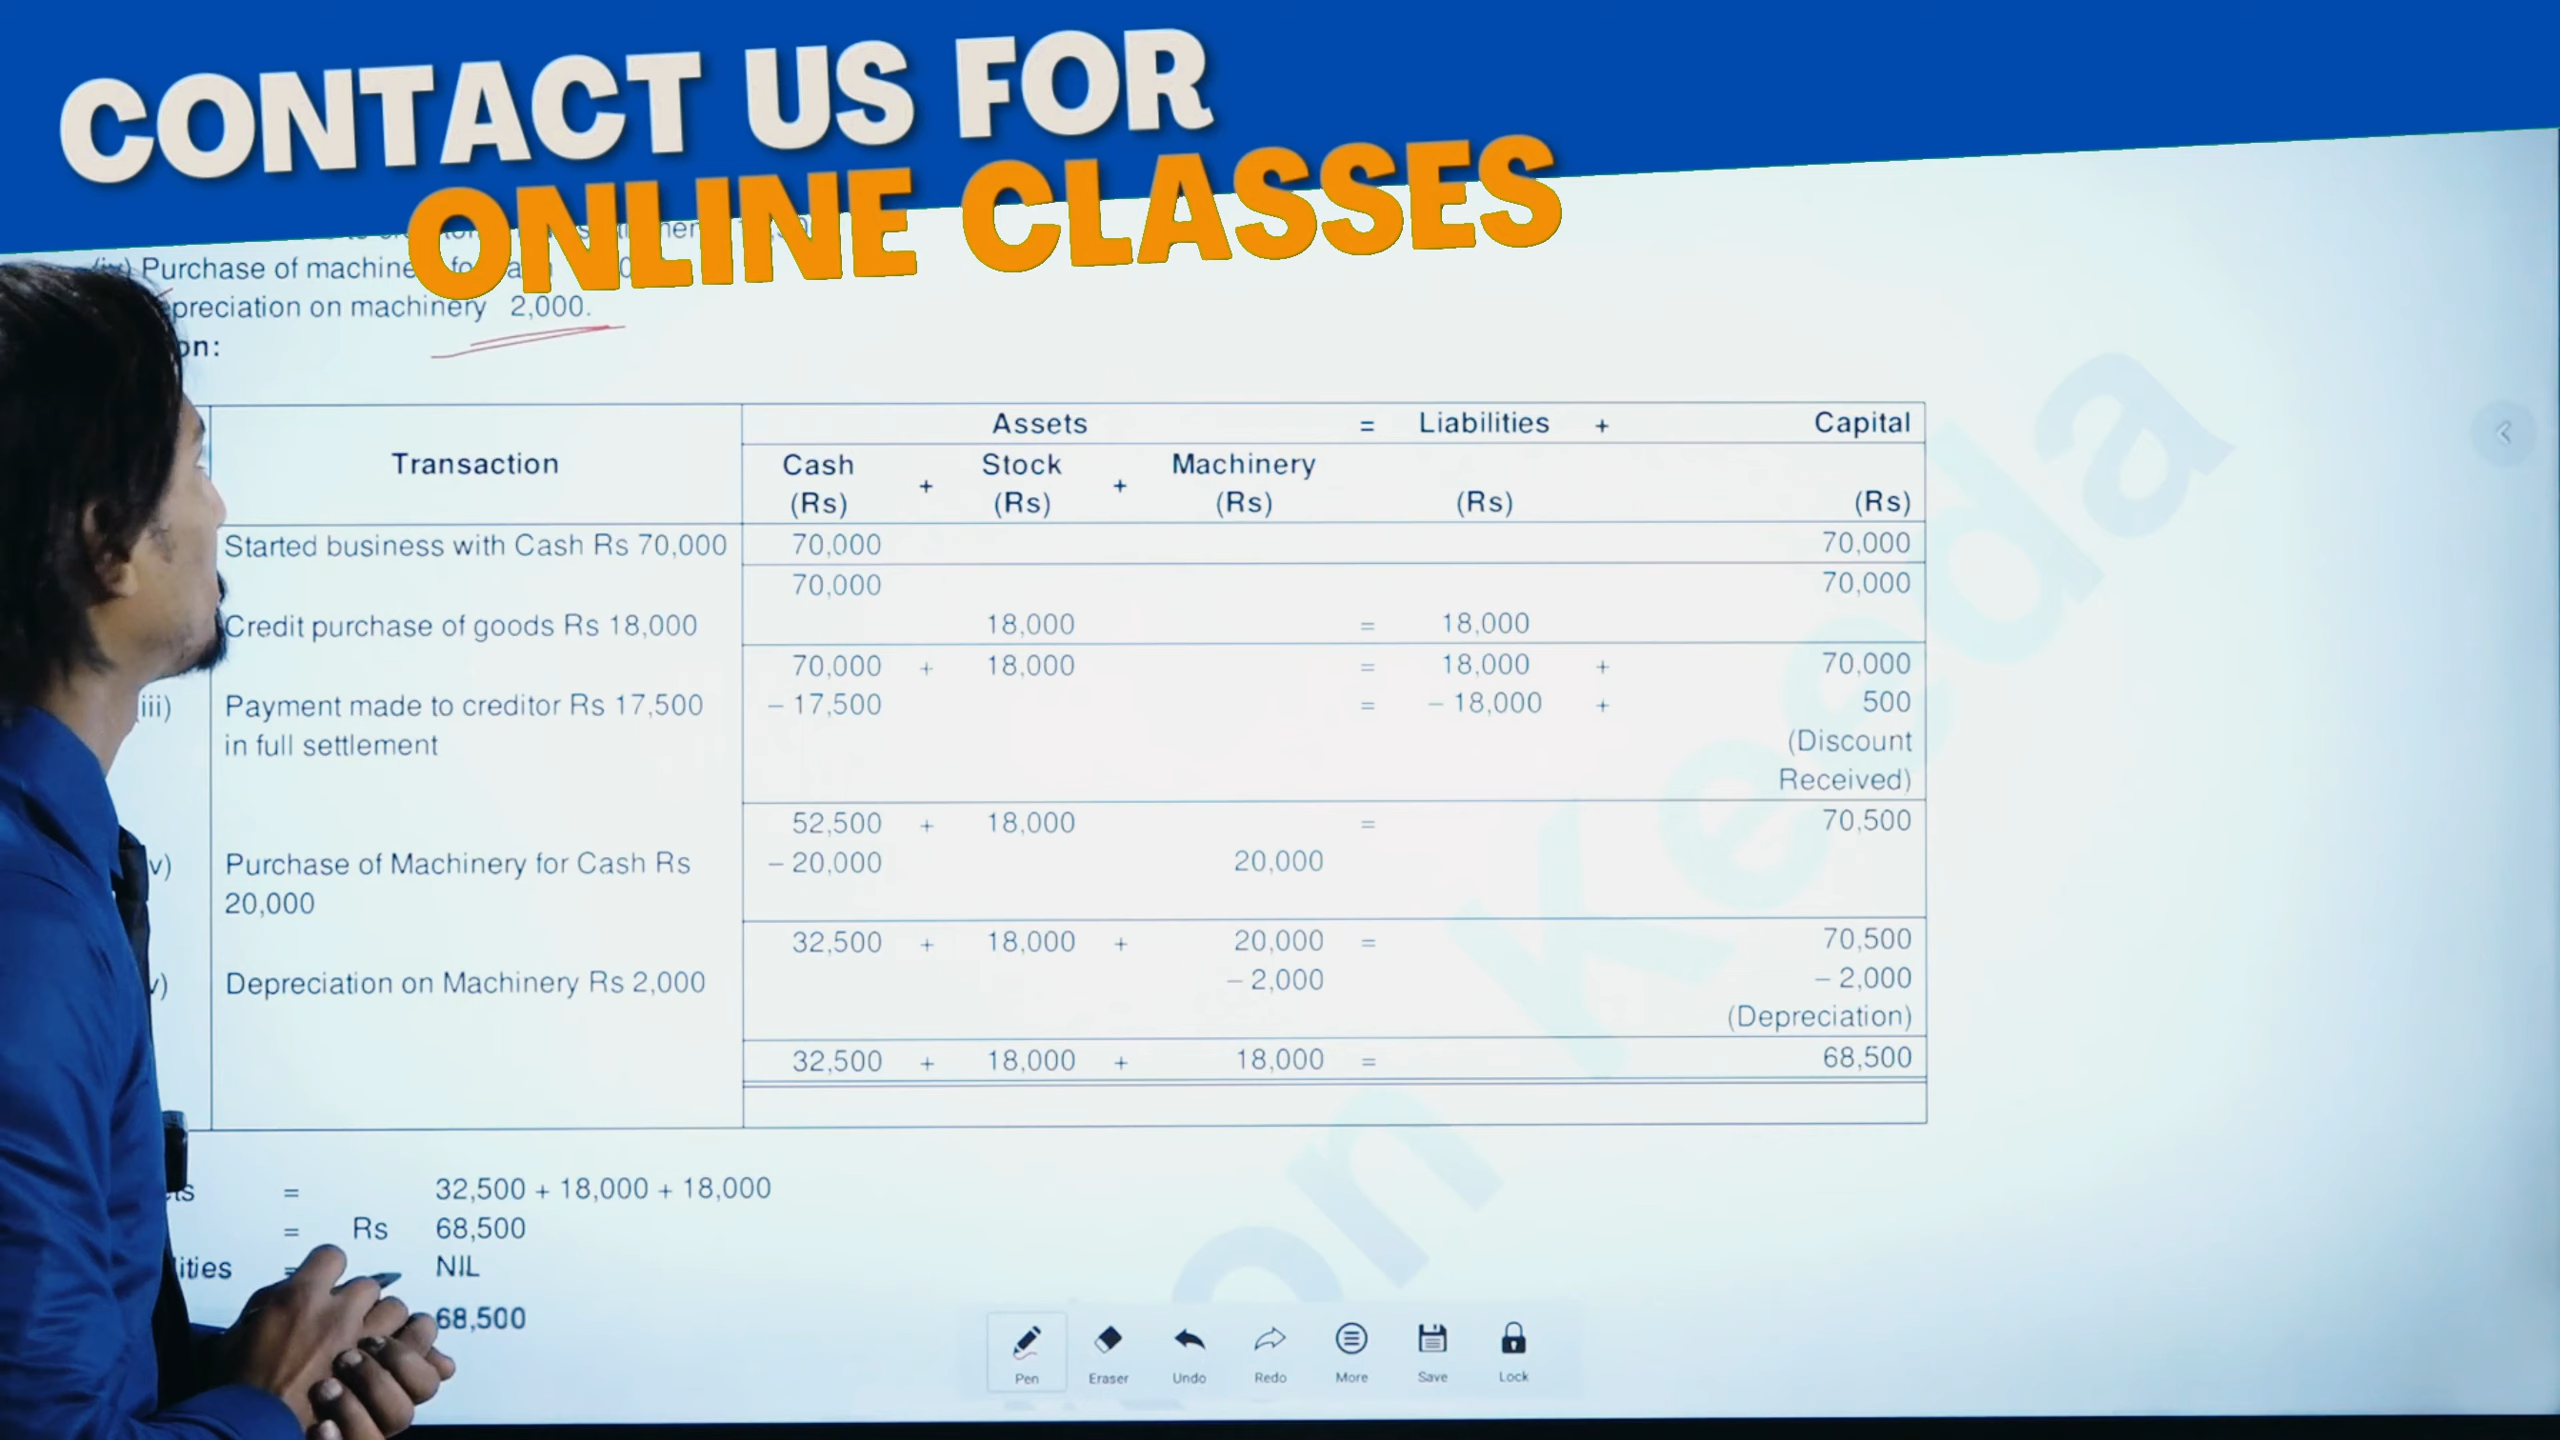 CONTACT US FOR
ONLINE CLASSES
(iv) Purchase of
preciation on machinery 2,000.
on:
Transaction
Assets = Liabilities + Capital
Cash (Rs) + Stock (Rs) + Machinery (Rs) (Rs) (Rs)
Started business with Cash Rs 70,000 70,000 70,000
70,000 70,000
Credit purchase of goods Rs 18,000 18,000 = 18,000
70,000 + 18,000 = 18,000 + 70,000
iii) Payment made to creditor Rs 17,500 – 17,500 = – 18,000 + 500
in full settlement (Discount
Received)
52,500 + 18,000 = 70,500
v) Purchase of Machinery for Cash Rs – 20,000 20,000
20,000
32,500 + 18,000 + 20,000 = 70,500
v) Depreciation on Machinery Rs 2,000 – 2,000 – 2,000
(Depreciation)
32,500 + 18,000 + 18,000 = 68,500
ts = 32,500 + 18,000 + 18,000
= Rs 68,500
ities = NIL
68,500
Pen Eraser Undo Redo More Save Lock
on Keeda